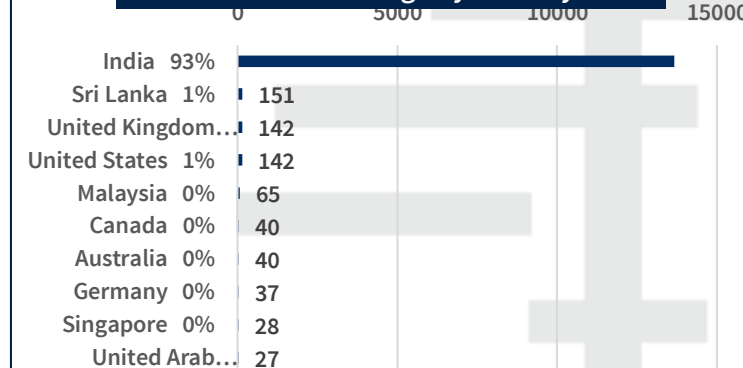 0 5000 10000 15000
India 93%
Sri Lanka 1% 151
United Kingdom… 142
United States 1% 142
Malaysia 0% 65
Canada 0% 40
Australia 0% 40
Germany 0% 37
Singapore 0% 28
United Arab… 27